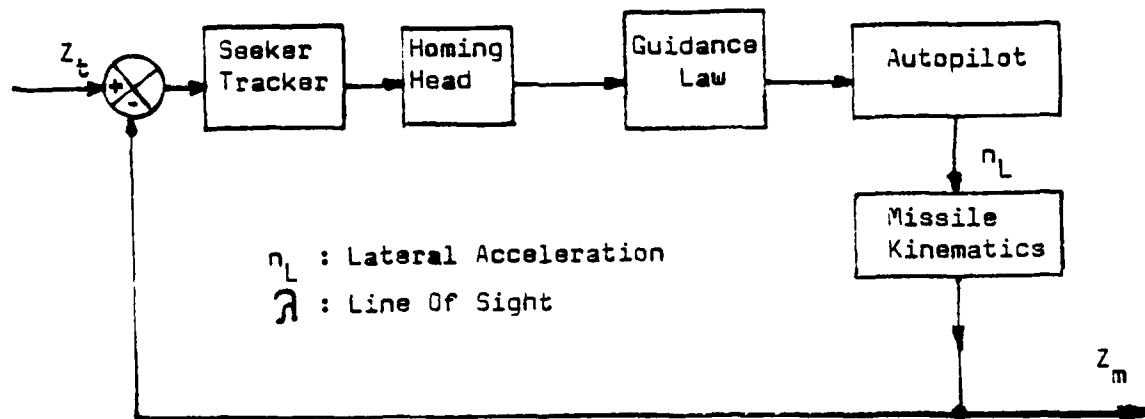 Z_t
+
-
Seeker
Tracker
Homing
Head
Guidance
Law
Autopilot
n_L
Missile
Kinematics
n_L : Lateral Acceleration
λ : Line Of Sight
Z_m